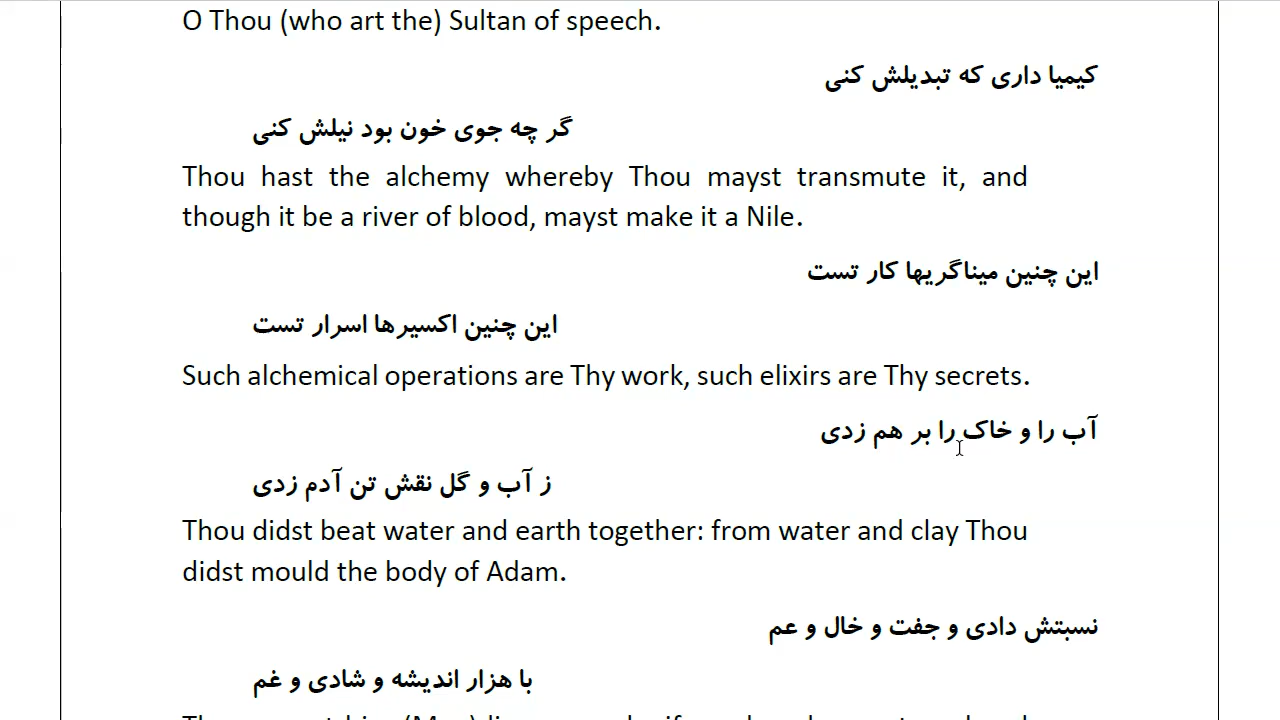 O Thou (who art the) Sultan of speech.
کیمیا داری که تبدیلش کنی
گر چه جوی خون بود نیلش کنی
Thou hast the alchemy whereby Thou mayst transmute it, and
though it be a river of blood, mayst make it a Nile.
این چنین میناگریها کار تست
این چنین اکسیرها اسرار تست
Such alchemical operations are Thy work, such elixirs are Thy secrets.
آب را و خاک را بر هم زدی
ز آب و گل نقش تن آدم زدی
Thou didst beat water and earth together: from water and clay Thou
didst mould the body of Adam.
نسبتش دادی و جفت و خال و عم
با هزار اندیشه و شادی و غم